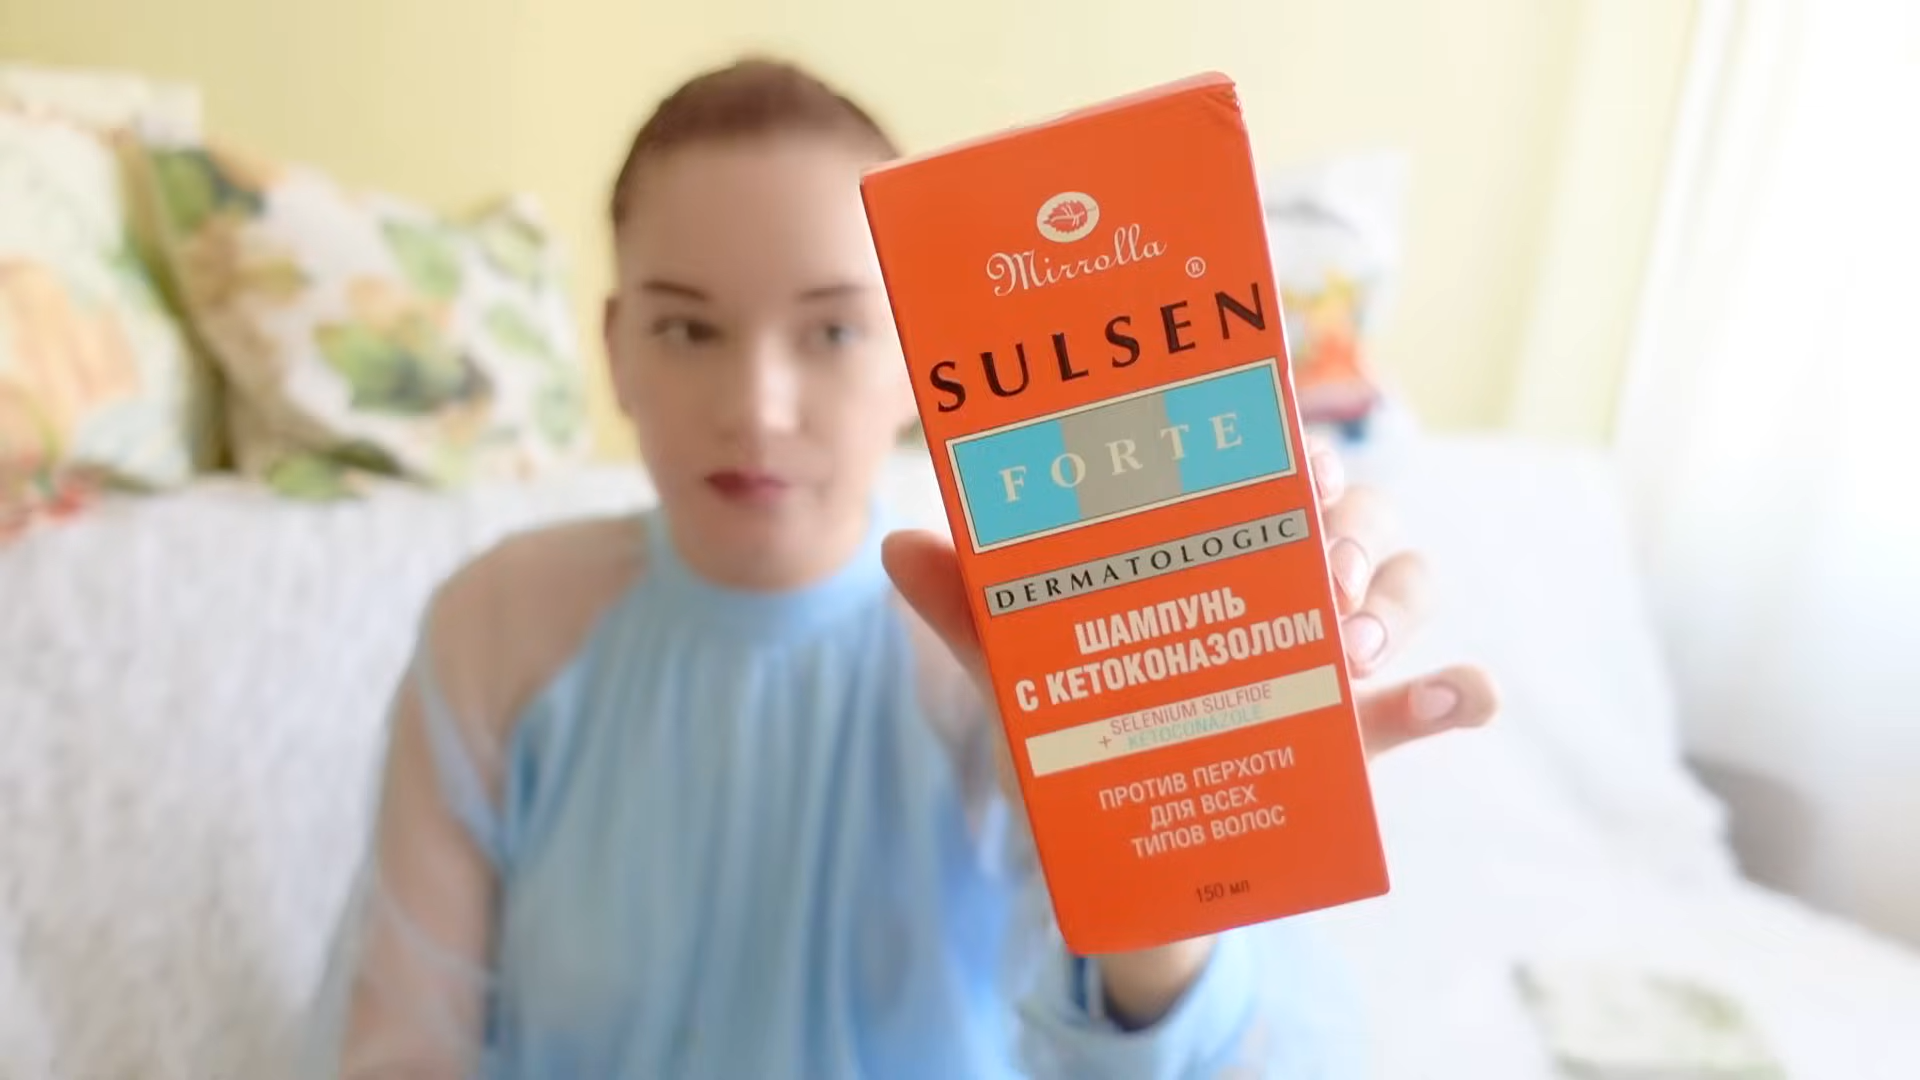 Mirrolla
®
SULSEN
FORTE
DERMATOLOGIC
ШАМПУНЬ
С КЕТОКОНАЗОЛОМ
SELENIUM SULFIDE
+ KETOCONAZOLE
ПРОТИВ ПЕРХОТИ
ДЛЯ ВСЕХ
ТИПОВ ВОЛОС
150 мл